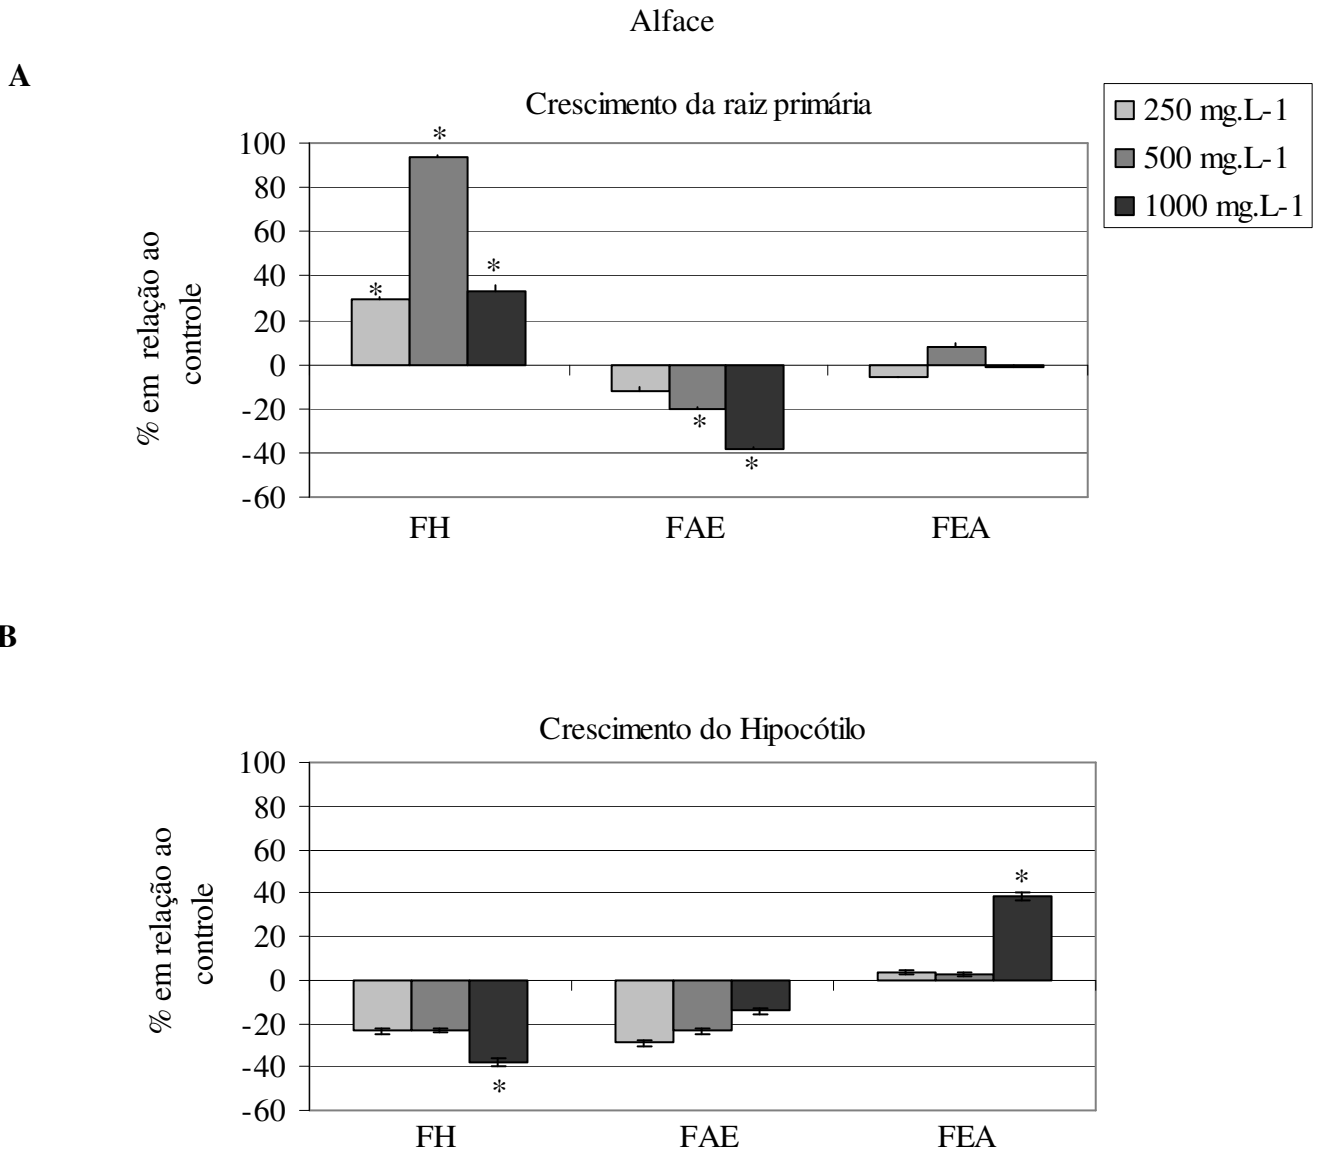 Alface
A
Crescimento da raiz primária
250 mg.L-1
500 mg.L-1
1000 mg.L-1
% em relação ao
controle
100
80
60
40
20
0
-20
-40
-60
*
*
*
*
*
FH
FAE
FEA
B
Crescimento do Hipocótilo
% em relação ao
controle
100
80
60
40
20
0
-20
-40
-60
*
*
FH
FAE
FEA